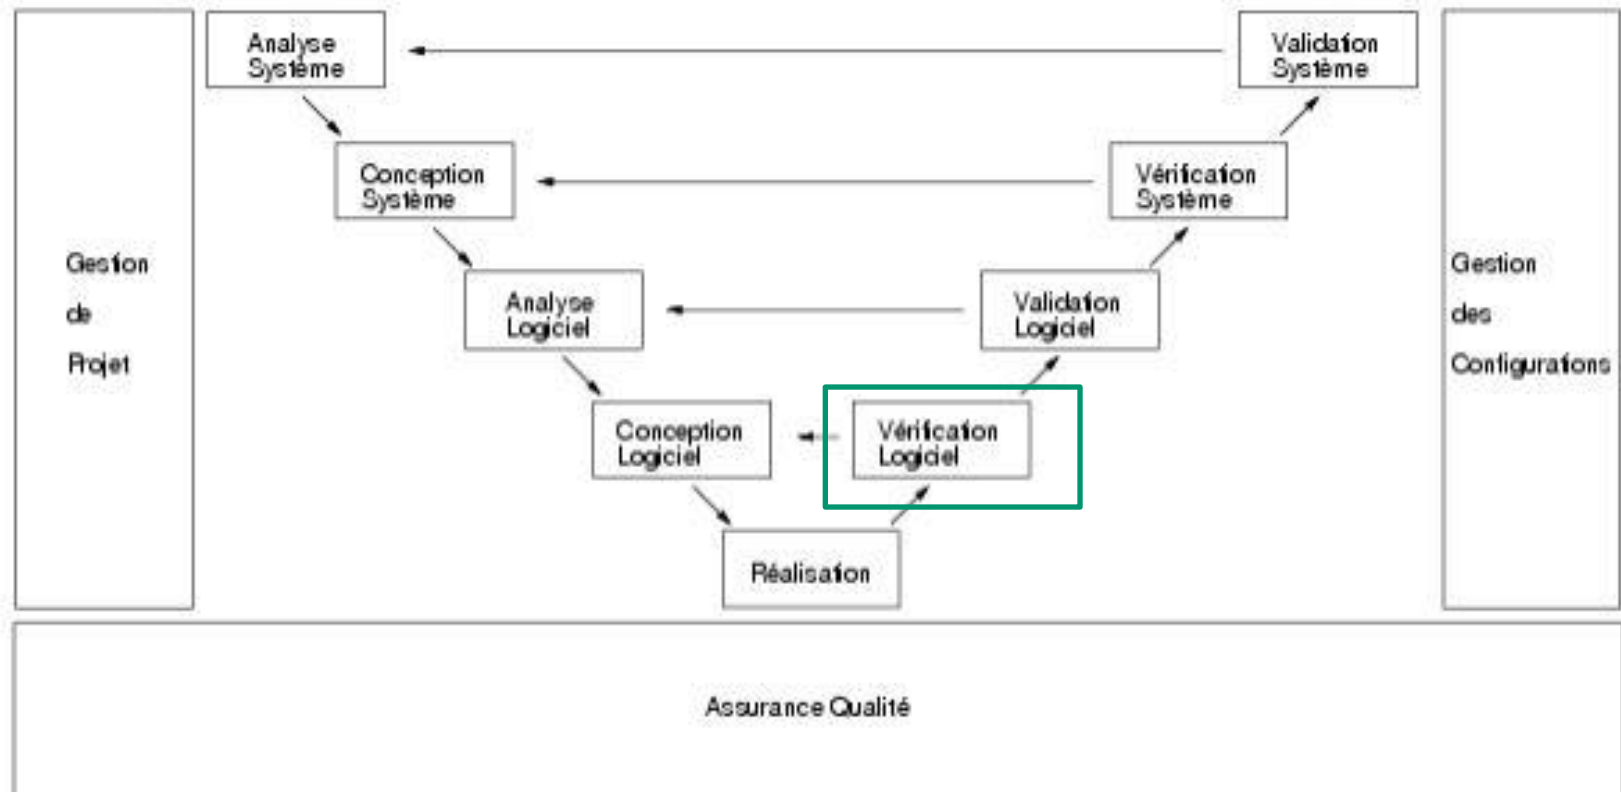 Analyse
Système
Validation
Système
Conception
Système
Vérification
Système
Gestion
de
Projet
Analyse
Logiciel
Validation
Logiciel
Gestion
des
Configurations
Conception
Logiciel
Vérification
Logiciel
Réalisation
Assurance Qualité